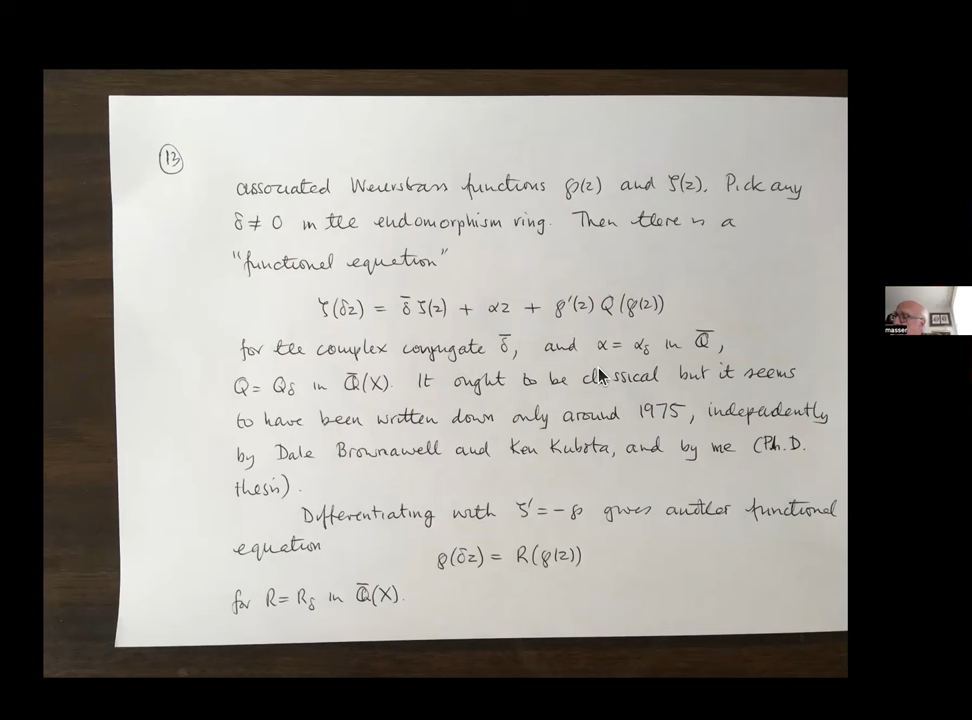 13
associated Weierstrass functions ℘(z) and ζ(z). Pick any
δ ≠ 0 in the endomorphism ring. Then there is a
"functional equation"
ζ(δz) = δ̄ ζ(z) + αz + ℘'(z) Q(℘(z))
for the complex conjugate δ̄, and α = α_δ in Q̅,
Q = Q_δ in Q̅(X). It ought to be classical but it seems
to have been written down only around 1975, independently
by Dale Brownawell and Ken Kubota, and by me (Ph.D.
thesis).
Differentiating with ζ' = -℘ gives another functional
equation
℘(δz) = R(℘(z))
for R = R_δ in Q̅(X).
masser